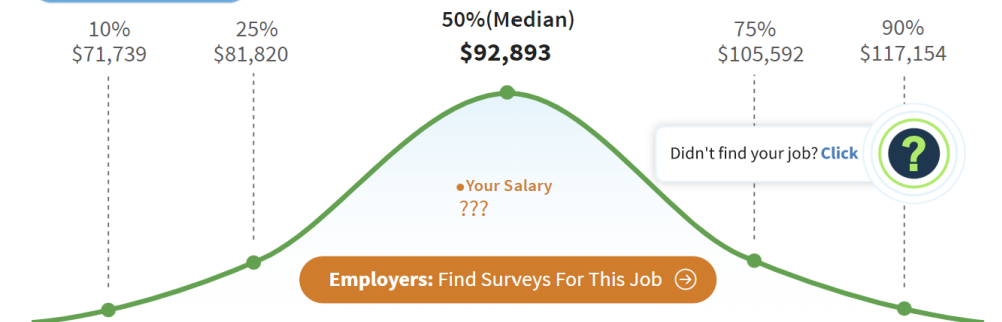 10%
$71,739
25%
$81,820
50%(Median)
$92,893
75%
$105,592
90%
$117,154
Didn't find your job? Click
?
•Your Salary
???
Employers: Find Surveys For This Job